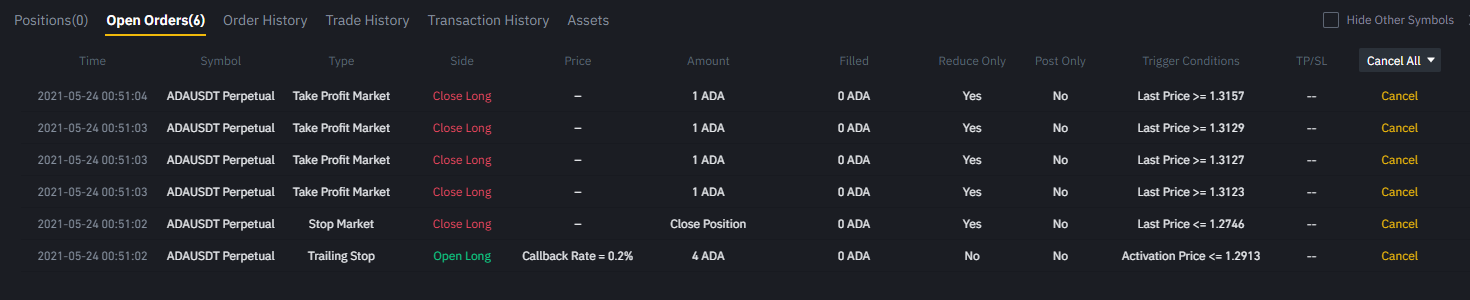 Positions(0) Open Orders(6) Order History Trade History Transaction History Assets Hide Other Symbols
Time Symbol Type Side Price Amount Filled Reduce Only Post Only Trigger Conditions TP/SL Cancel All
2021-05-24 00:51:04 ADAUSDT Perpetual Take Profit Market Close Long – 1 ADA 0 ADA Yes No Last Price >= 1.3157 -- Cancel
2021-05-24 00:51:03 ADAUSDT Perpetual Take Profit Market Close Long – 1 ADA 0 ADA Yes No Last Price >= 1.3129 -- Cancel
2021-05-24 00:51:03 ADAUSDT Perpetual Take Profit Market Close Long – 1 ADA 0 ADA Yes No Last Price >= 1.3127 -- Cancel
2021-05-24 00:51:03 ADAUSDT Perpetual Take Profit Market Close Long – 1 ADA 0 ADA Yes No Last Price >= 1.3123 -- Cancel
2021-05-24 00:51:02 ADAUSDT Perpetual Stop Market Close Long – Close Position 0 ADA Yes No Last Price <= 1.2746 -- Cancel
2021-05-24 00:51:02 ADAUSDT Perpetual Trailing Stop Open Long Callback Rate = 0.2% 4 ADA 0 ADA No No Activation Price <= 1.2913 -- Cancel